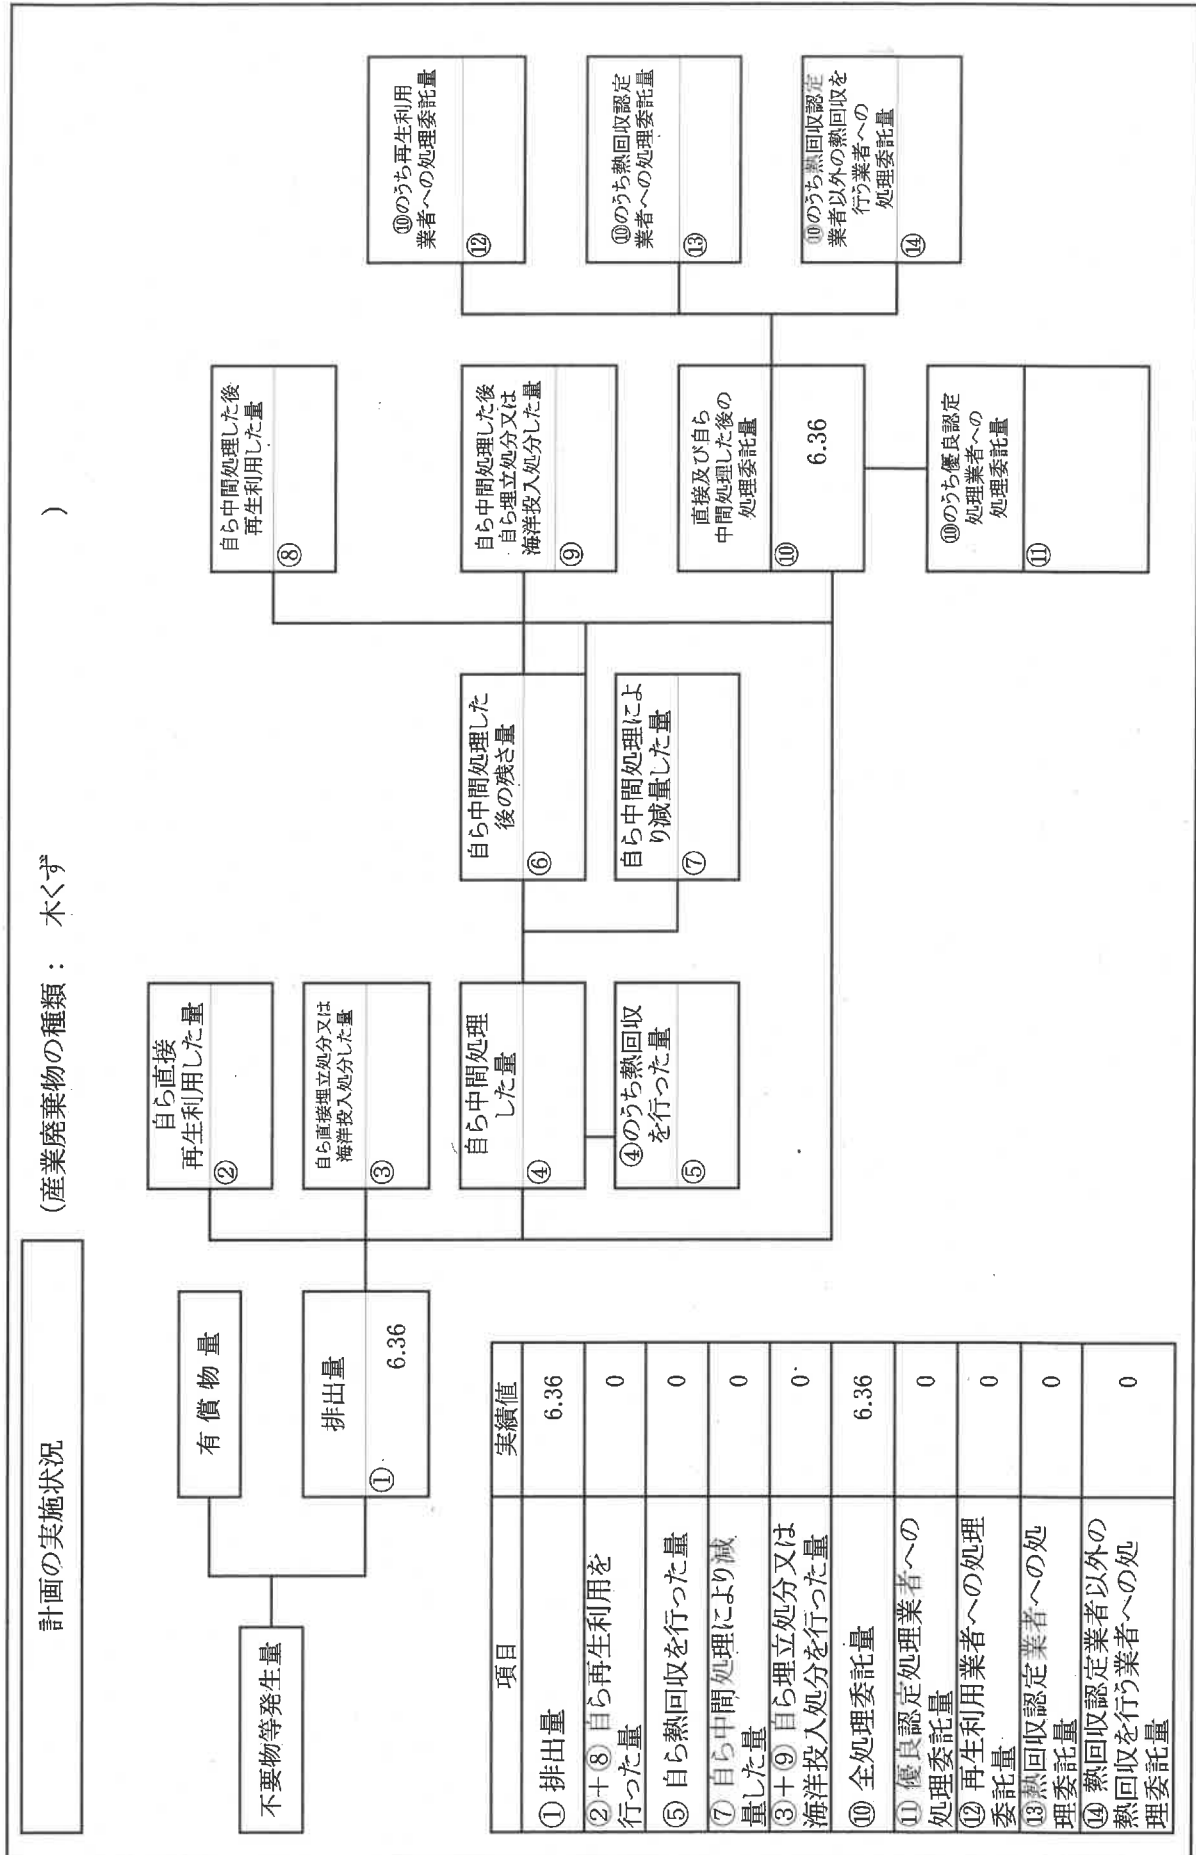 計画の実施状況
(産業廃棄物の種類： 木くず )
不要物等発生量
有償物量
排出量
① 6.36
自ら直接
再生利用した量
②
自ら直接埋立処分又は
海洋投入処分した量
③
自ら中間処理
した量
④
④のうち熱回収
を行った量
⑤
自ら中間処理した
後の残さ量
⑥
自ら中間処理によ
り減量した量
⑦
自ら中間処理した後
再生利用した量
⑧
自ら中間処理した後
自ら埋立処分又は
海洋投入処分した量
⑨
直接及び自ら
中間処理した後の
処理委託量
⑩ 6.36
⑩のうち優良認定
処理業者への
処理委託量
⑪
⑩のうち再生利用
業者への処理委託量
⑫
⑩のうち熱回収認定
業者への処理委託量
⑬
⑩のうち熱回収認定
業者以外の熱回収を
行う業者への
処理委託量
⑭
項目 実績値
① 排出量 6.36
②＋⑧ 自ら再生利用を
行った量 0
⑤ 自ら熱回収を行った量 0
⑦ 自ら中間処理により減
量した量 0
③＋⑨ 自ら埋立処分又は
海洋投入処分を行った量 0
⑩ 全処理委託量 6.36
⑪ 優良認定処理業者への
処理委託量 0
⑫ 再生利用業者への処理
委託量 0
⑬熱回収認定業者への処
理委託量 0
⑭ 熱回収認定業者以外の
熱回収を行う業者への処
理委託量 0